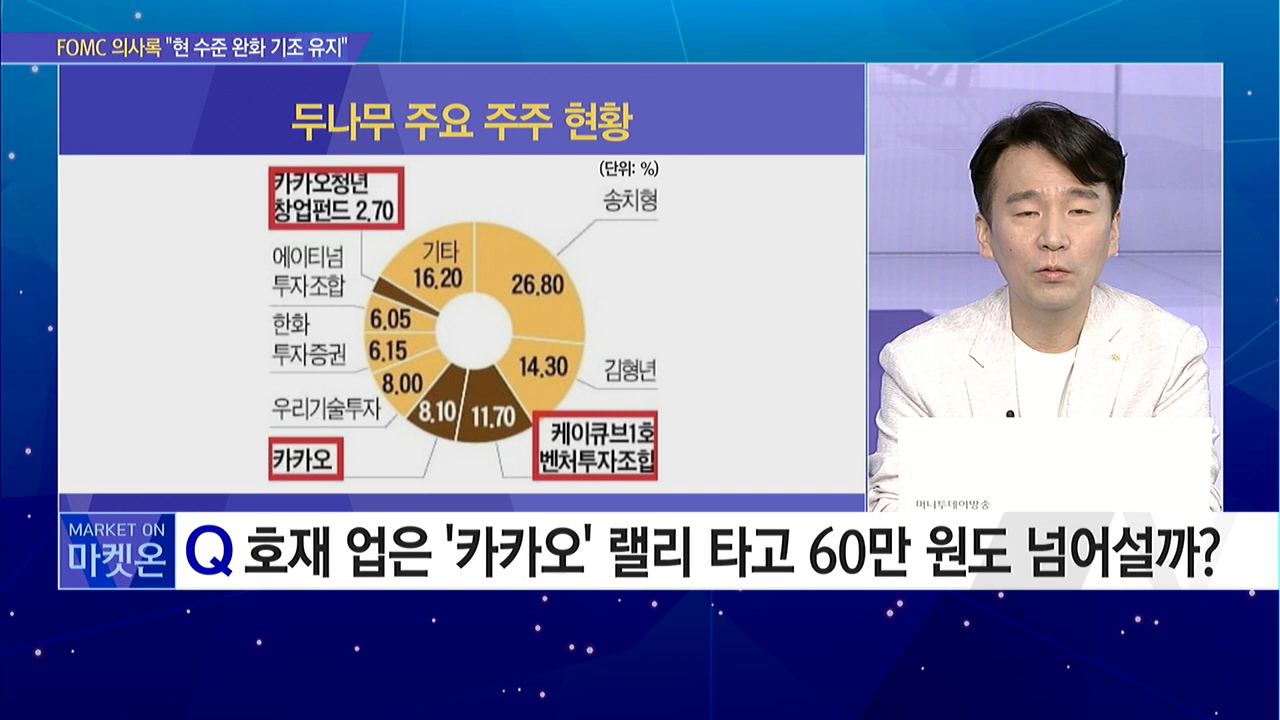 FOMC 의사록 "현 수준 완화 기조 유지"
두나무 주요 주주 현황
(단위: %)
카카오청년
창업펀드 2.70
송치형
기타
16.20
26.80
에이티넘
투자조합
6.05
한화
투자증권
6.15
14.30
김형년
8.00
우리기술투자
8.10
11.70
케이큐브1호
벤처투자조합
카카오
머니투데이방송
MARKET ON
마켓온
Q 호재 업은 '카카오' 랠리 타고 60만 원도 넘어설까?